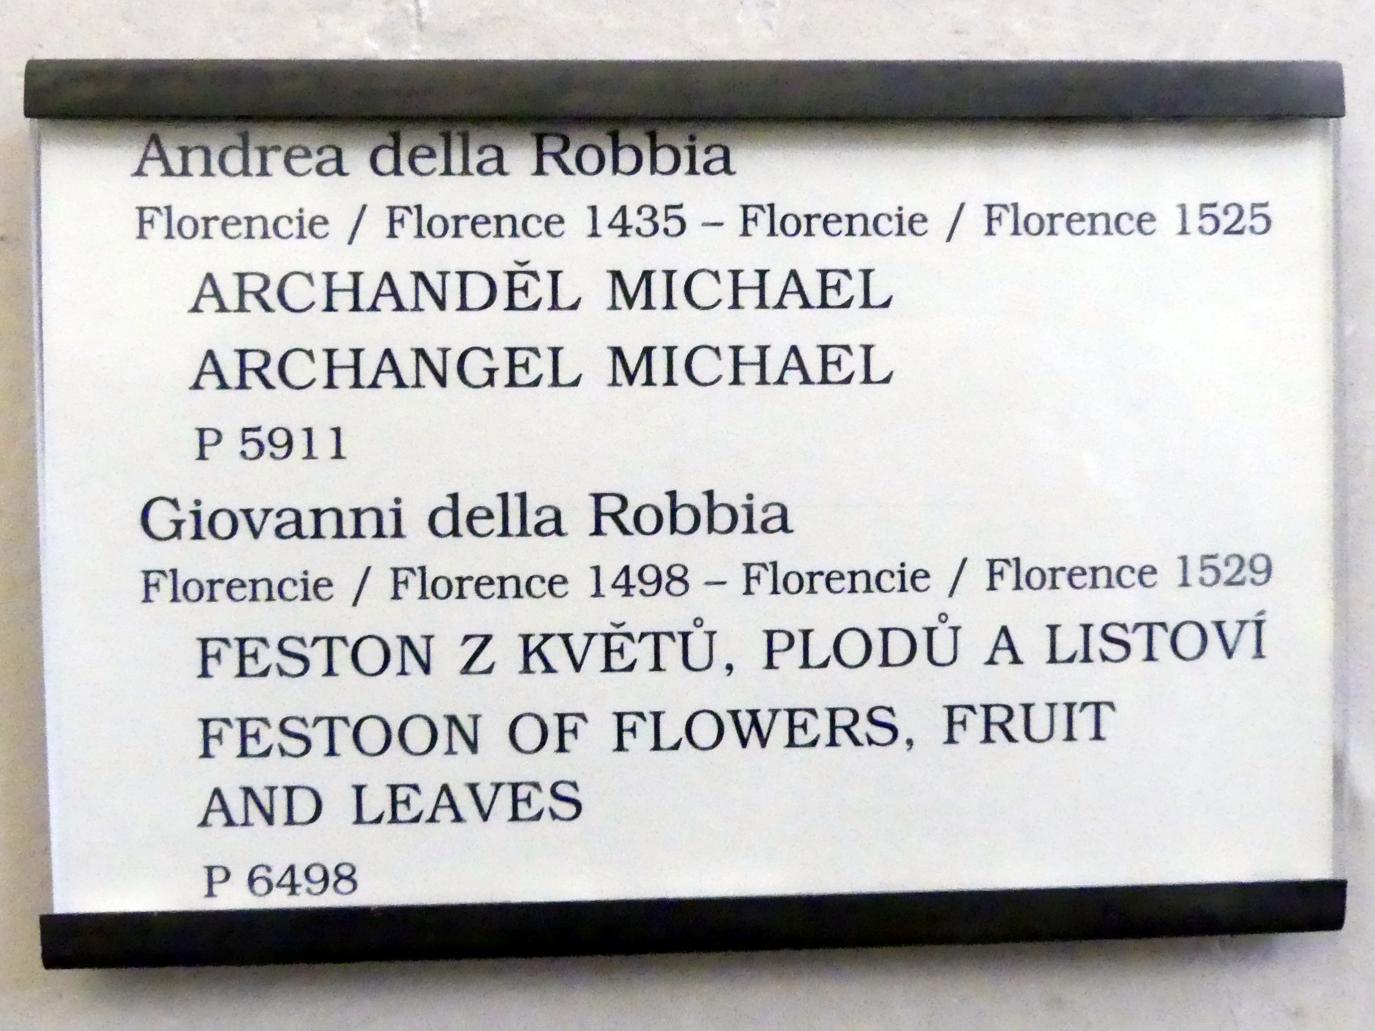 Andrea della Robbia
Florencie / Florence 1435 – Florencie / Florence 1525
ARCHANDĚL MICHAEL
ARCHANGEL MICHAEL
P 5911
Giovanni della Robbia
Florencie / Florence 1498 – Florencie / Florence 1529
FESTON Z KVĚTŮ, PLODŮ A LISTOVÍ
FESTOON OF FLOWERS, FRUIT
AND LEAVES
P 6498